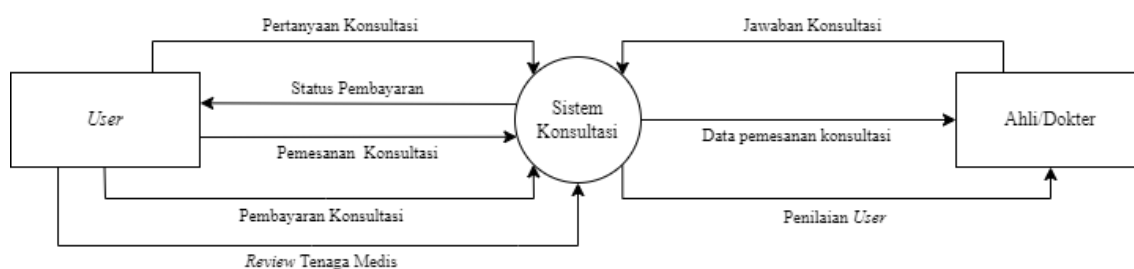 Pertanyaan Konsultasi
Jawaban Konsultasi
Status Pembayaran
User
Sistem
Konsultasi
Ahli/Dokter
Pemesanan Konsultasi
Data pemesanan konsultasi
Pembayaran Konsultasi
Penilaian User
Review Tenaga Medis